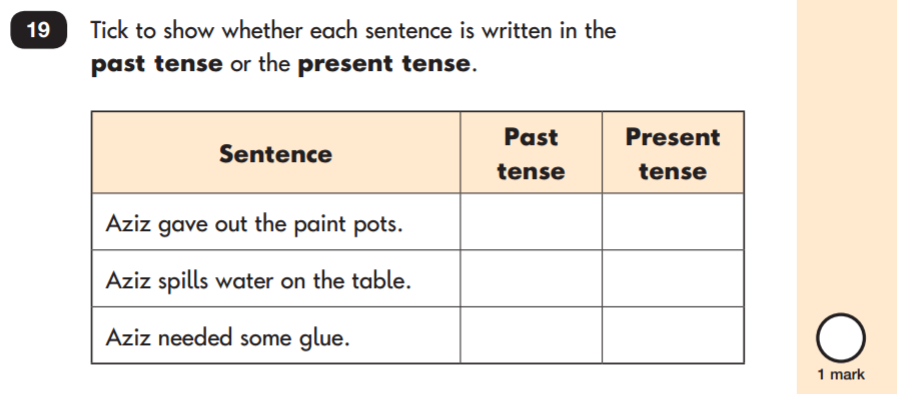 19 Tick to show whether each sentence is written in the
past tense or the present tense.
Sentence Past tense Present tense
Aziz gave out the paint pots.
Aziz spills water on the table.
Aziz needed some glue.
1 mark